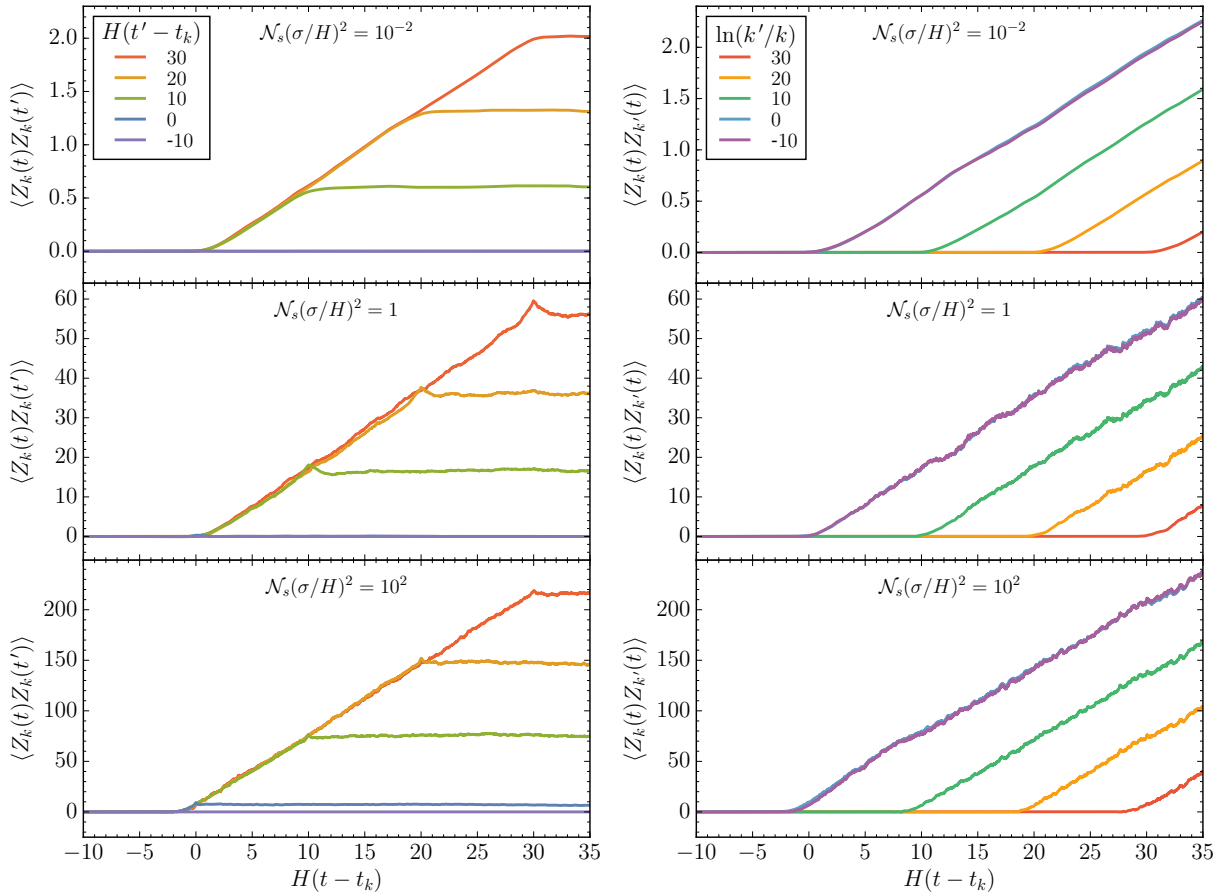 H(t′ − t_k)
30
20
10
0
-10
𝒩_s(σ/H)² = 10⁻²
⟨Z_k(t)Z_k(t′)⟩
2.0
1.5
1.0
0.5
0.0
ln(k′/k)
30
20
10
0
-10
𝒩_s(σ/H)² = 10⁻²
⟨Z_k(t)Z_k′(t)⟩
2.0
1.5
1.0
0.5
0.0
𝒩_s(σ/H)² = 1
⟨Z_k(t)Z_k(t′)⟩
60
50
40
30
20
10
0
𝒩_s(σ/H)² = 1
⟨Z_k(t)Z_k′(t)⟩
60
50
40
30
20
10
0
𝒩_s(σ/H)² = 10²
⟨Z_k(t)Z_k(t′)⟩
200
150
100
50
0
−10 −5 0 5 10 15 20 25 30 35
H(t − t_k)
𝒩_s(σ/H)² = 10²
⟨Z_k(t)Z_k′(t)⟩
200
150
100
50
0
−10 −5 0 5 10 15 20 25 30 35
H(t − t_k)